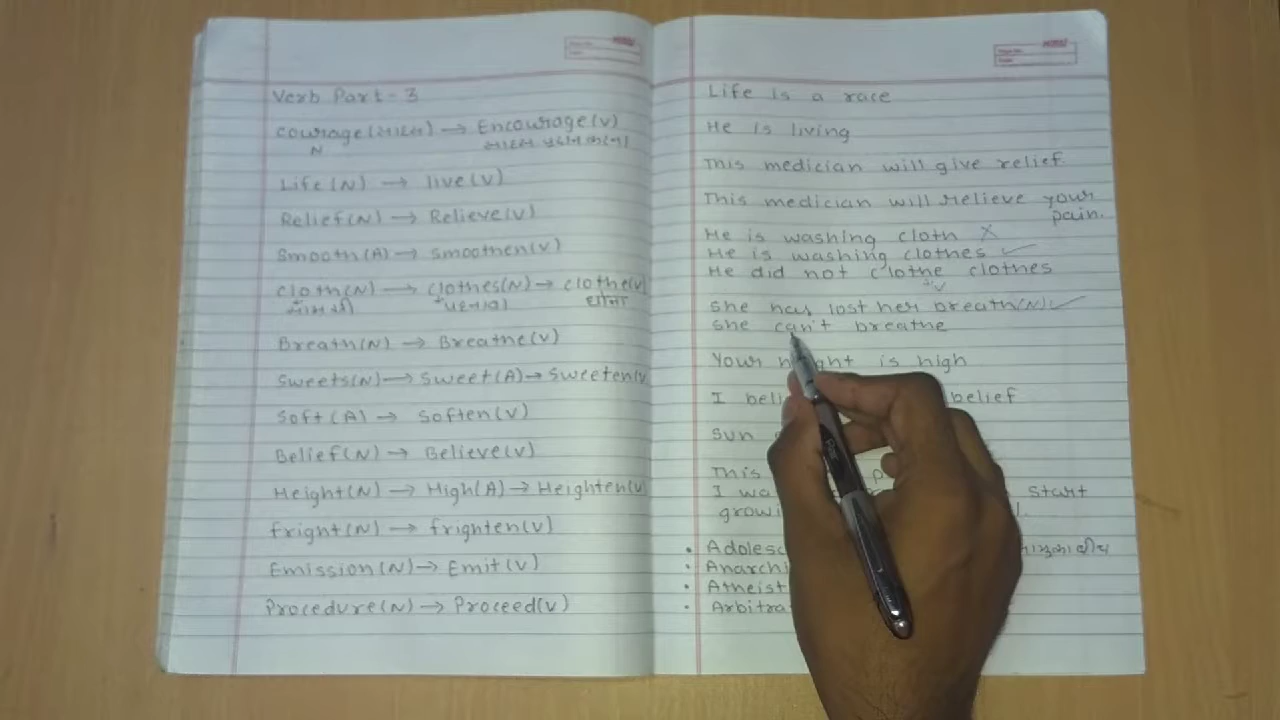 Verb Part-3
Courage(साहस) → Encourage(V)
N
Life(N) → live(V)
Relief(N) → Relieve(V)
Smooth(A) → smoothen(V)
Cloth(N) → clothes(N) → clothe(V)
Breath(N) → Breathe(V)
Sweets(N) → Sweet(A) → Sweeten(V
Soft(A) → Soften(V)
Belief(N) → Believe(V)
Height(N) → High(A) → Heighten(V)
fright(N) → frighten(V)
Emission(N) → Emit(V)
Procedure(N) → Proceed(V)
Life is a race
He is living
This medician will give relief
This medician will relieve your
pain.
He is washing cloth ✗
He is washing clothes ✓
He did not clothe clothes
V
She has lost her breath(N) ✓
She can't breathe
Your is high
I belief
Sun
This
I start
• Adolesc
• Anarchi
• Atheist
• Arbitra